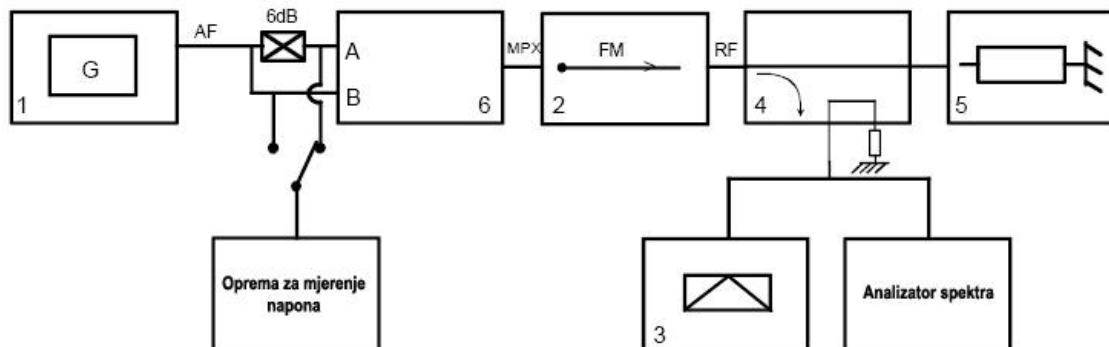 6dB
AF
MPX
FM
RF
G
A
B
1
6
2
4
5
Oprema za mjerenje
napona
3
Analizator spektra